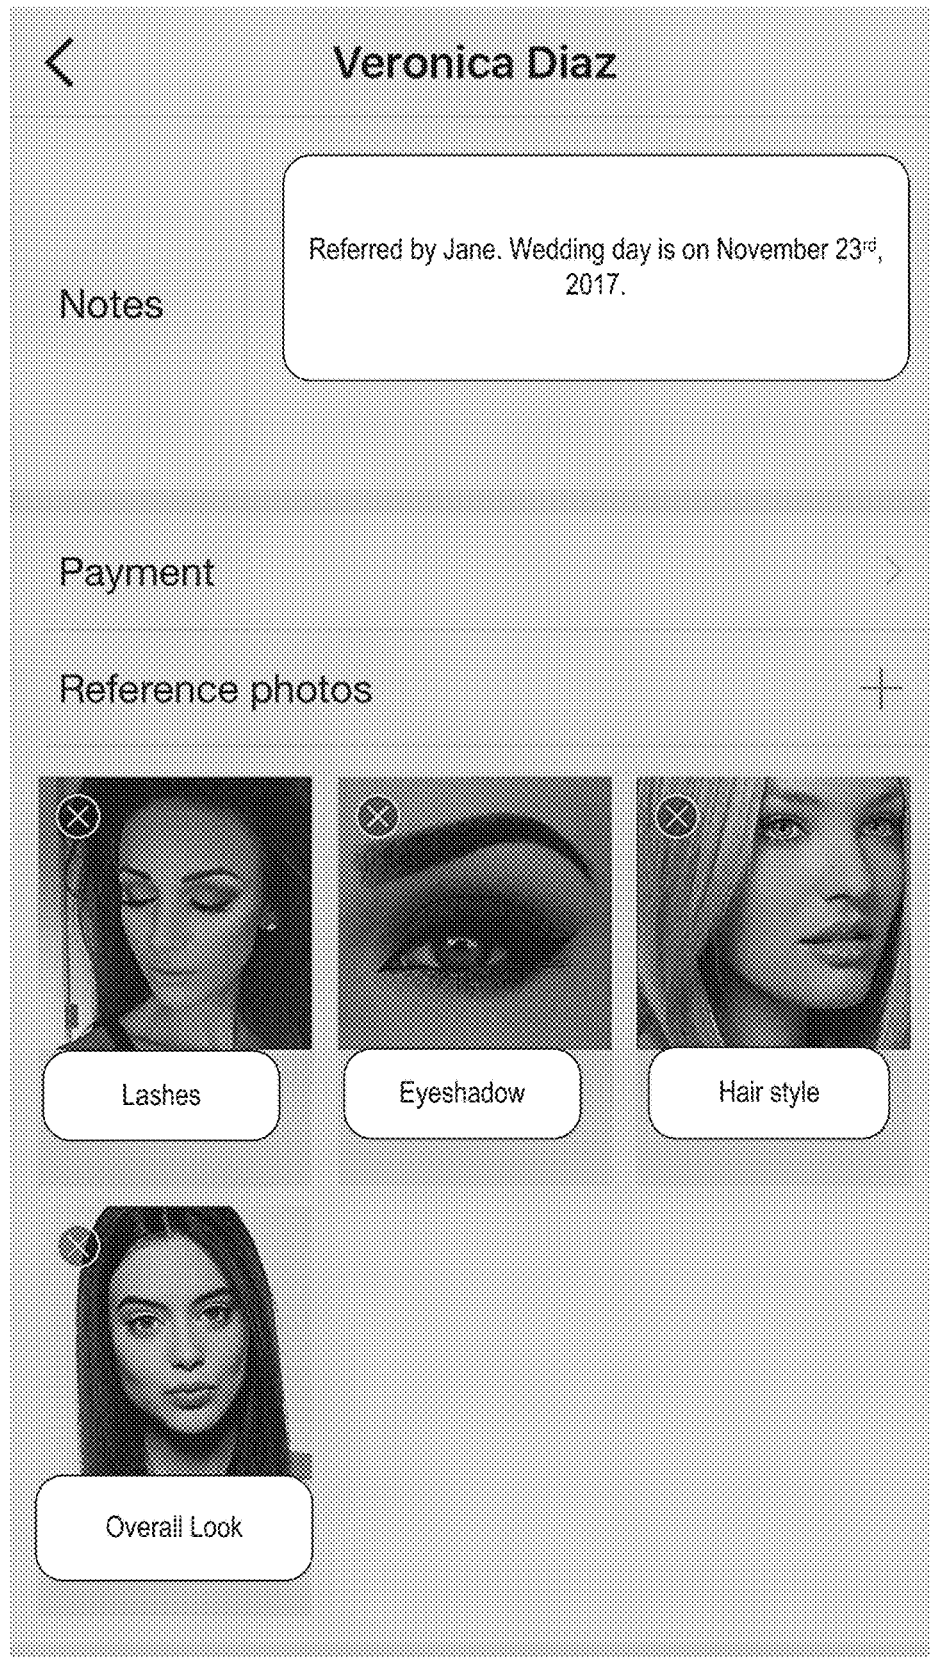 Veronica Diaz
Referred by Jane. Wedding day is on November 23rd,
2017.
Notes
Payment
Reference photos
Lashes
Eyeshadow
Hair style
Overall Look